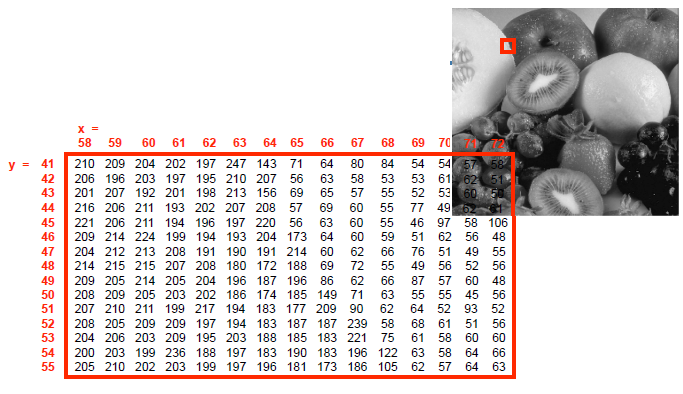 x =
58 59 60 61 62 63 64 65 66 67 68 69 70 71 72
y = 41 210 209 204 202 197 247 143 71 64 80 84 54 54 57 58
42 206 196 203 197 195 210 207 56 63 58 53 53 61 62 51
43 201 207 192 201 198 213 156 69 65 57 55 52 53 60 50
44 216 206 211 193 202 207 208 57 69 60 55 77 49 62 61
45 221 206 211 194 196 197 220 56 63 60 55 46 97 58 106
46 209 214 224 199 194 193 204 173 64 60 59 51 62 56 48
47 204 212 213 208 191 190 191 214 60 62 66 76 51 49 55
48 214 215 215 207 208 180 172 188 69 72 55 49 56 52 56
49 209 205 214 205 204 196 187 196 86 62 66 87 57 60 48
50 208 209 205 203 202 186 174 185 149 71 63 55 55 45 56
51 207 210 211 199 217 194 183 177 209 90 62 64 52 93 52
52 208 205 209 209 197 194 183 187 187 239 58 68 61 51 56
53 204 206 203 209 195 203 188 185 183 221 75 61 58 60 60
54 200 203 199 236 188 197 183 190 183 196 122 63 58 64 66
55 205 210 202 203 199 197 196 181 173 186 105 62 57 64 63